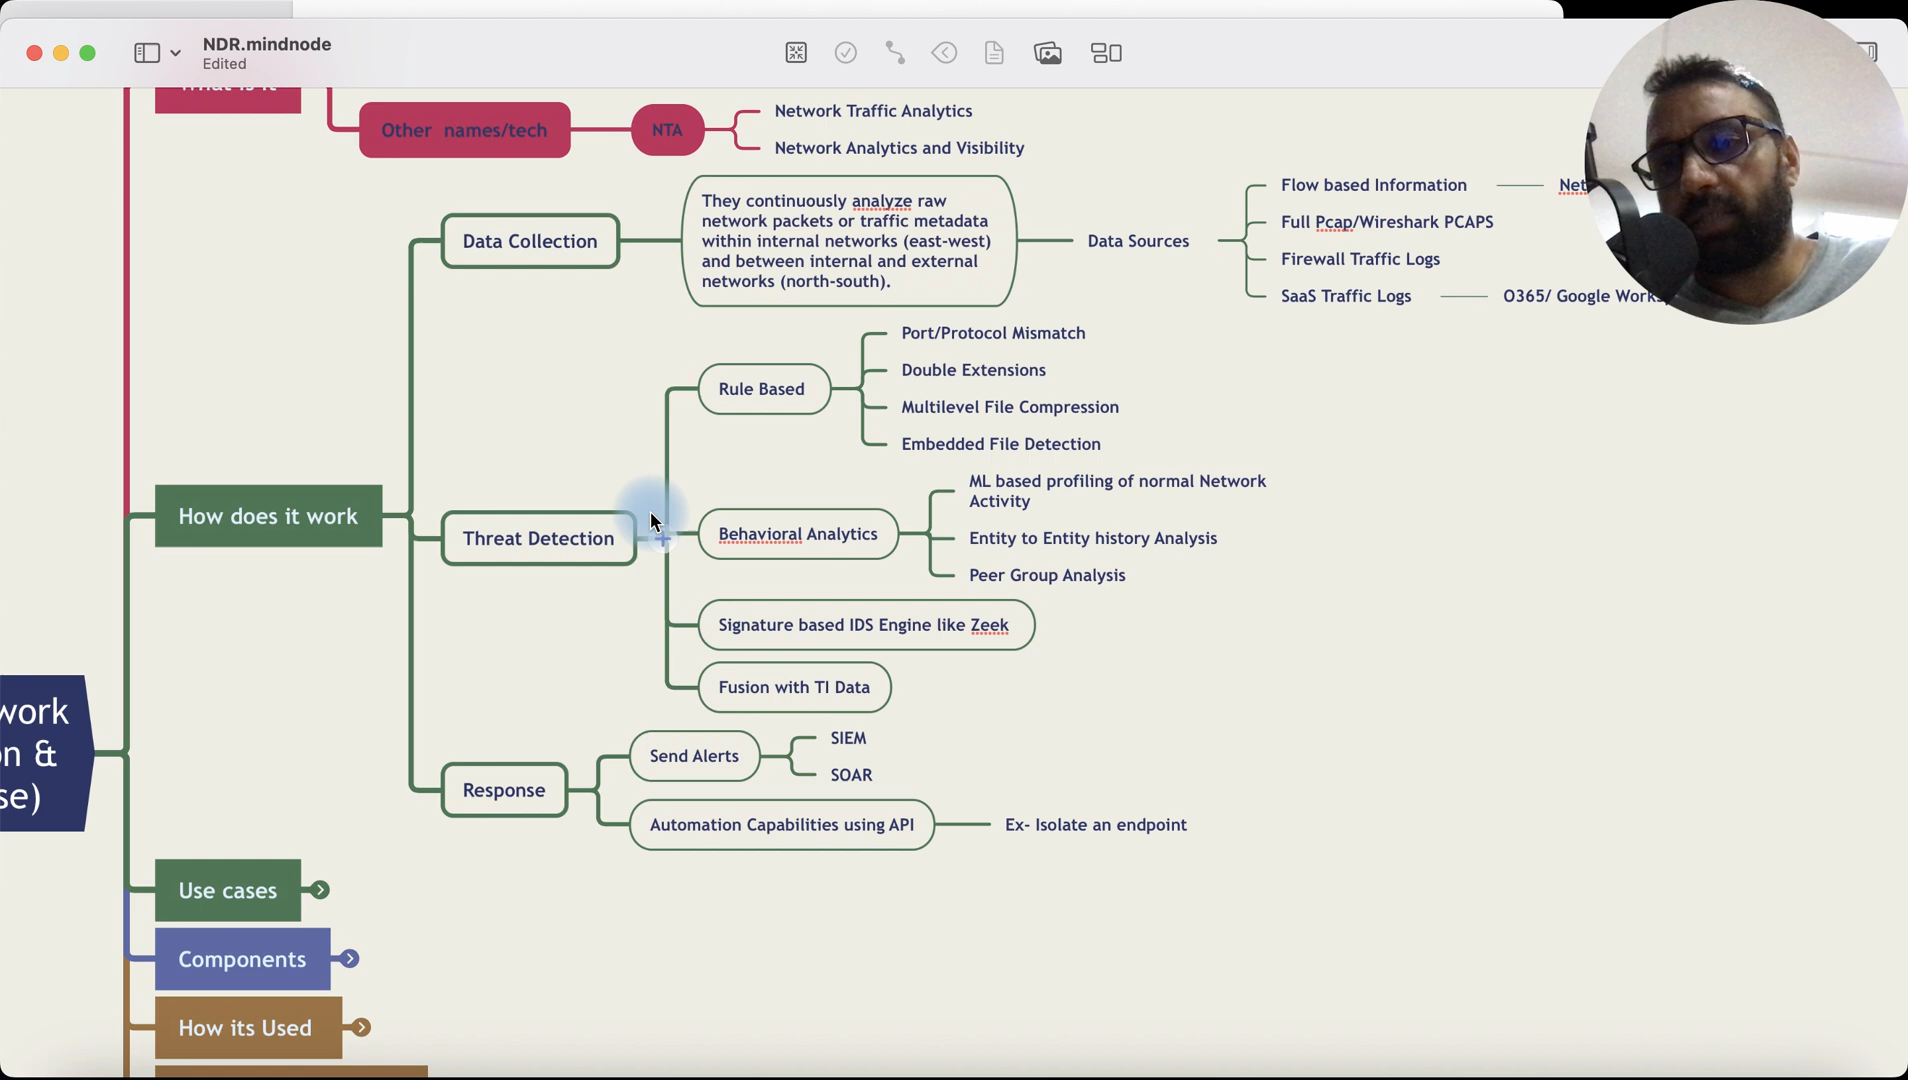 NDR.mindnode
Edited
Other names/tech
NTA
Network Traffic Analytics
Network Analytics and Visibility
Data Collection
They continuously analyze raw
network packets or traffic metadata
within internal networks (east-west)
and between internal and external
networks (north-south).
Data Sources
Flow based Information
Full Pcap/Wireshark PCAPS
Firewall Traffic Logs
SaaS Traffic Logs
O365/ Google
How does it work
Threat Detection
Rule Based
Port/Protocol Mismatch
Double Extensions
Multilevel File Compression
Embedded File Detection
Behavioral Analytics
ML based profiling of normal Network
Activity
Entity to Entity history Analysis
Peer Group Analysis
Signature based IDS Engine like Zeek
Fusion with TI Data
Response
Send Alerts
SIEM
SOAR
Automation Capabilities using API
Ex- Isolate an endpoint
Use cases
Components
How its Used